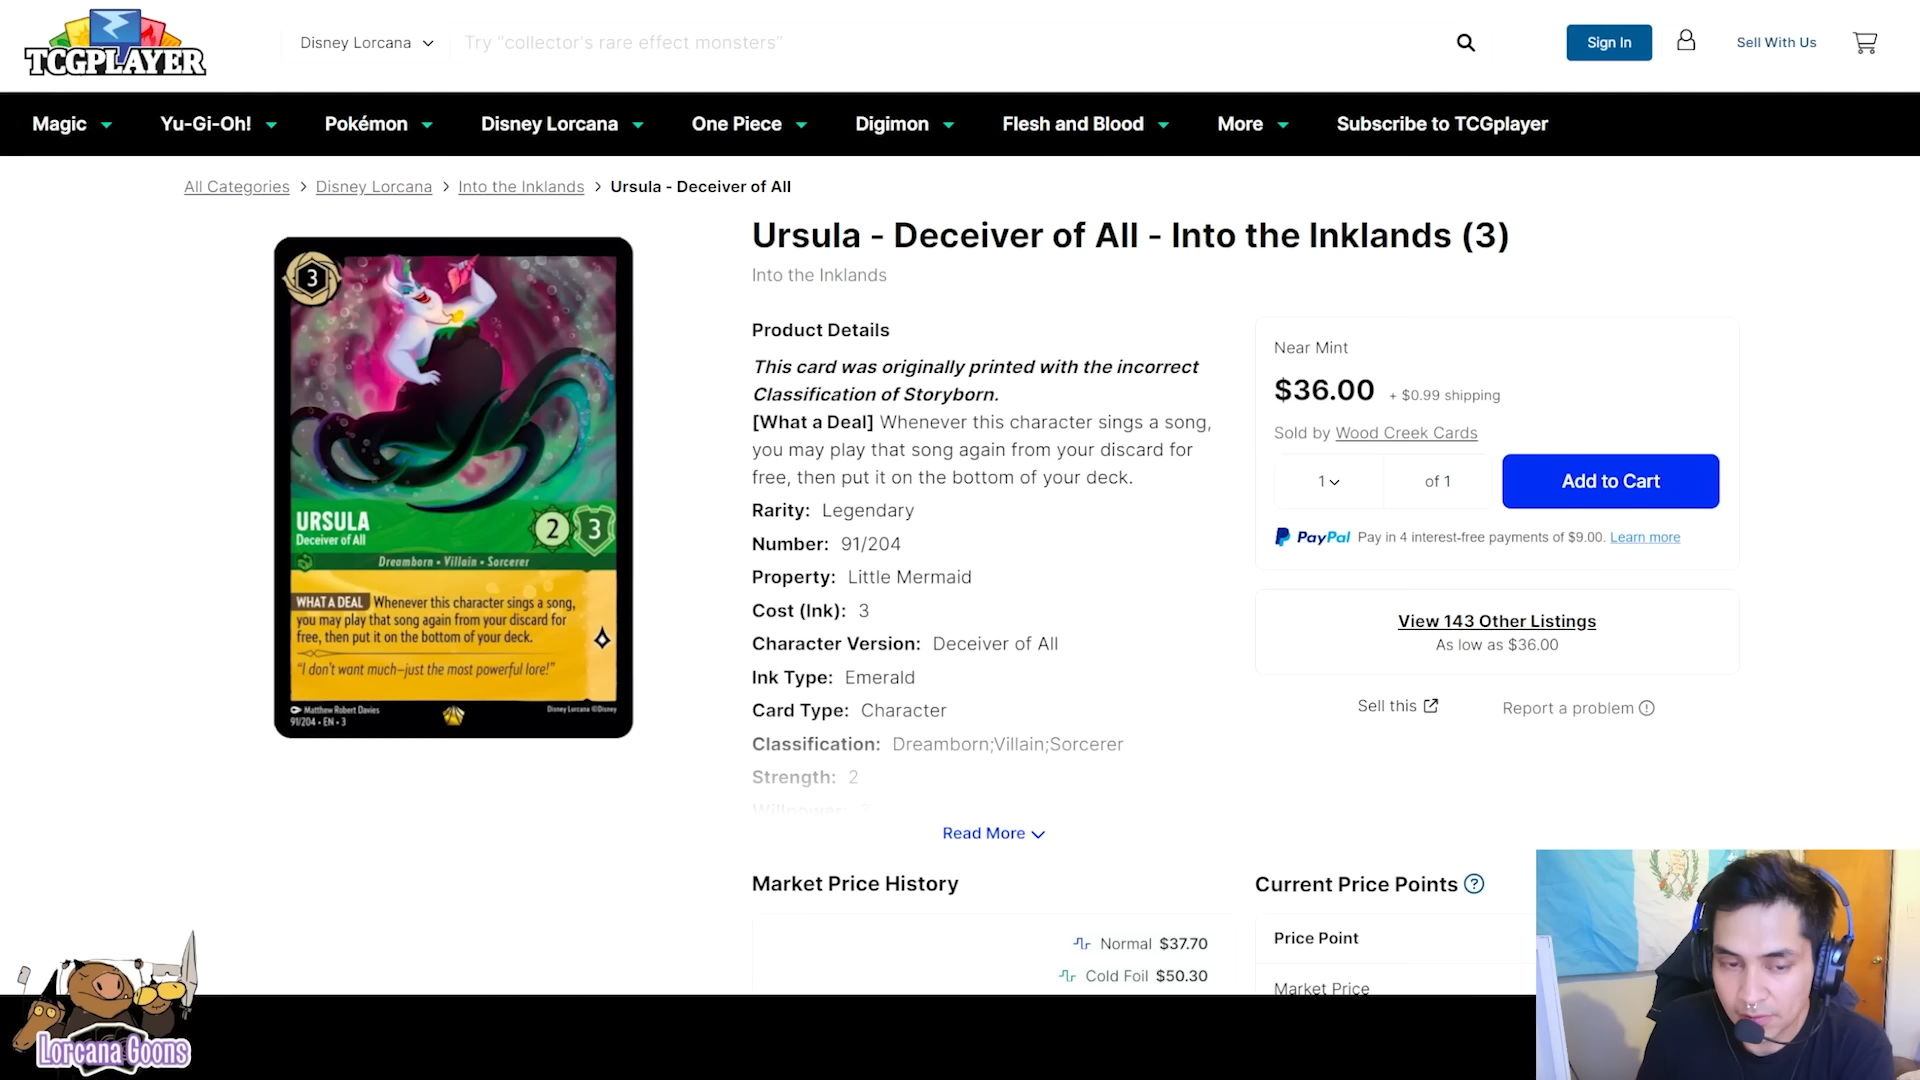 TCGPLAYER
Disney Lorcana
Try "collector's rare effect monsters"
Sign In
Sell With Us
Magic
Yu-Gi-Oh!
Pokémon
Disney Lorcana
One Piece
Digimon
Flesh and Blood
More
Subscribe to TCGplayer
All Categories > Disney Lorcana > Into the Inklands > Ursula - Deceiver of All
3
URSULA
Deceiver of All
2 3
Dreamborn • Villain • Sorcerer
WHAT A DEAL Whenever this character sings a song,
you may play that song again from your discard for
free, then put it on the bottom of your deck.
"I don't want much—just the most powerful lore!"
Matthew Robert Davies
91/204 • EN • 3
Disney Lorcana ©Disney
Ursula - Deceiver of All - Into the Inklands (3)
Into the Inklands
Product Details
This card was originally printed with the incorrect
Classification of Storyborn.
[What a Deal] Whenever this character sings a song,
you may play that song again from your discard for
free, then put it on the bottom of your deck.
Rarity: Legendary
Number: 91/204
Property: Little Mermaid
Cost (Ink): 3
Character Version: Deceiver of All
Ink Type: Emerald
Card Type: Character
Classification: Dreamborn;Villain;Sorcerer
Strength: 2
Willpower: 3
Read More
Near Mint
$36.00 + $0.99 shipping
Sold by Wood Creek Cards
1 of 1
Add to Cart
PayPal Pay in 4 interest-free payments of $9.00. Learn more
View 143 Other Listings
As low as $36.00
Sell this
Report a problem
Market Price History
Normal $37.70
Cold Foil $50.30
Current Price Points
Price Point
Market Price
Lorcana Goons